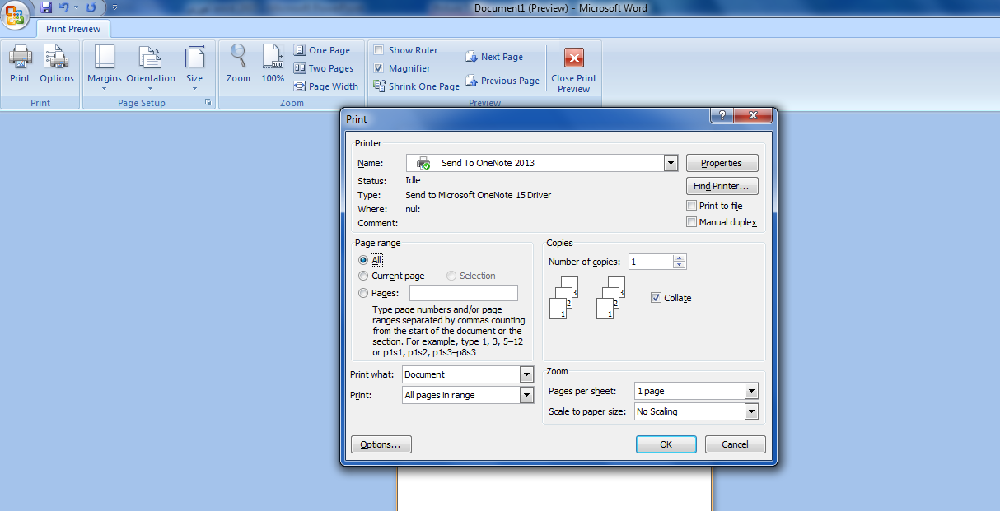 Document1 (Preview) - Microsoft Word
Print Preview
Print
Options
Margins
Orientation
Size
Zoom
100%
One Page
Two Pages
Page Width
Show Ruler
Magnifier
Shrink One Page
Next Page
Previous Page
Close Print
Preview
Print
Page Setup
Zoom
Preview
Print
Printer
Name:
Send To OneNote 2013
Properties
Status:
Idle
Find Printer...
Type:
Send to Microsoft OneNote 15 Driver
Where:
nul:
Print to file
Comment:
Manual duplex
Page range
All
Current page
Selection
Pages:
Type page numbers and/or page
ranges separated by commas counting
from the start of the document or the
section. For example, type 1, 3, 5–12
or p1s1, p1s2, p1s3–p8s3
Copies
Number of copies:
1
3
2
1
3
2
1
Collate
Print what:
Document
Print:
All pages in range
Zoom
Pages per sheet:
1 page
Scale to paper size:
No Scaling
Options...
OK
Cancel